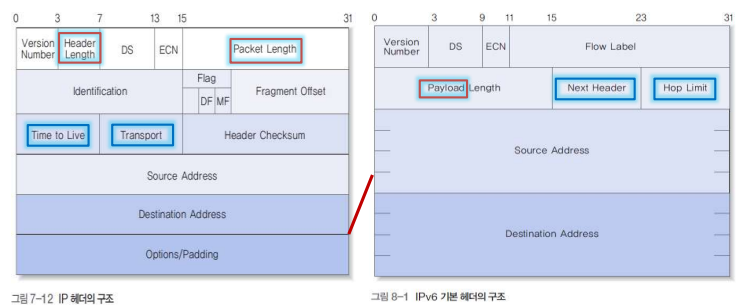 0 3 7 13 15 31
Version Number Header Length DS ECN Packet Length
Identification Flag DF MF Fragment Offset
Time to Live Transport Header Checksum
Source Address
Destination Address
Options/Padding
그림 7-12 IP 헤더의 구조
0 3 9 11 15 23 31
Version Number DS ECN Flow Label
Payload Length Next Header Hop Limit
Source Address
Destination Address
그림 8-1 IPv6 기본 헤더의 구조